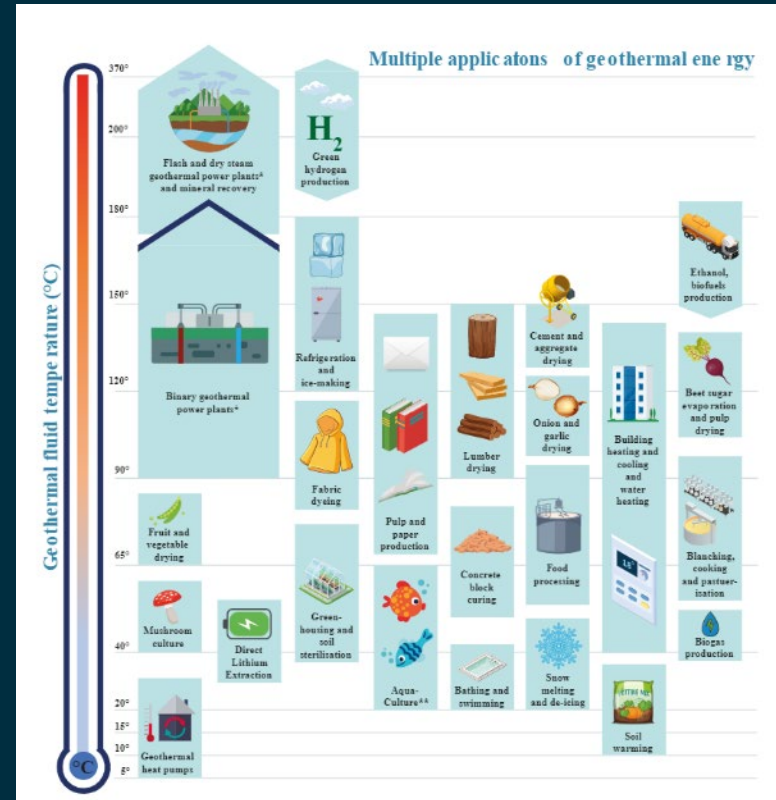 Multiple applic atons of geothermal ene rgy
Geothermal fluid tempe rature (°C)
370°
200°
180°
150°
120°
90°
65°
40°
20°
15°
10°
5°
°C
Flash and dry steam
geothermal power plants*
and mineral recovery
Binary geothermal
power plants*
Fruit and
vegetable
drying
Mushroom
culture
Direct
Lithium
Extraction
Geothermal
heat pumps
H2
Green
hydrogen
production
Refrigeration
and
ice-making
Fabric
dyeing
Green-
housing and
soil
sterilisation
Pulp and
paper
production
Aqua-
Culture**
Lumber
drying
Concrete
block
curing
Bathing and
swimming
Cement and
aggregate
drying
Onion and
garlic
drying
Food
processing
Snow
melting
and de-icing
Building
heating and
cooling
and
water
heating
Soil
warming
Ethanol,
biofuels
production
Beet sugar
evapo ration
and pulp
drying
Blanching,
cooking
and pastuer-
isation
Biogas
production